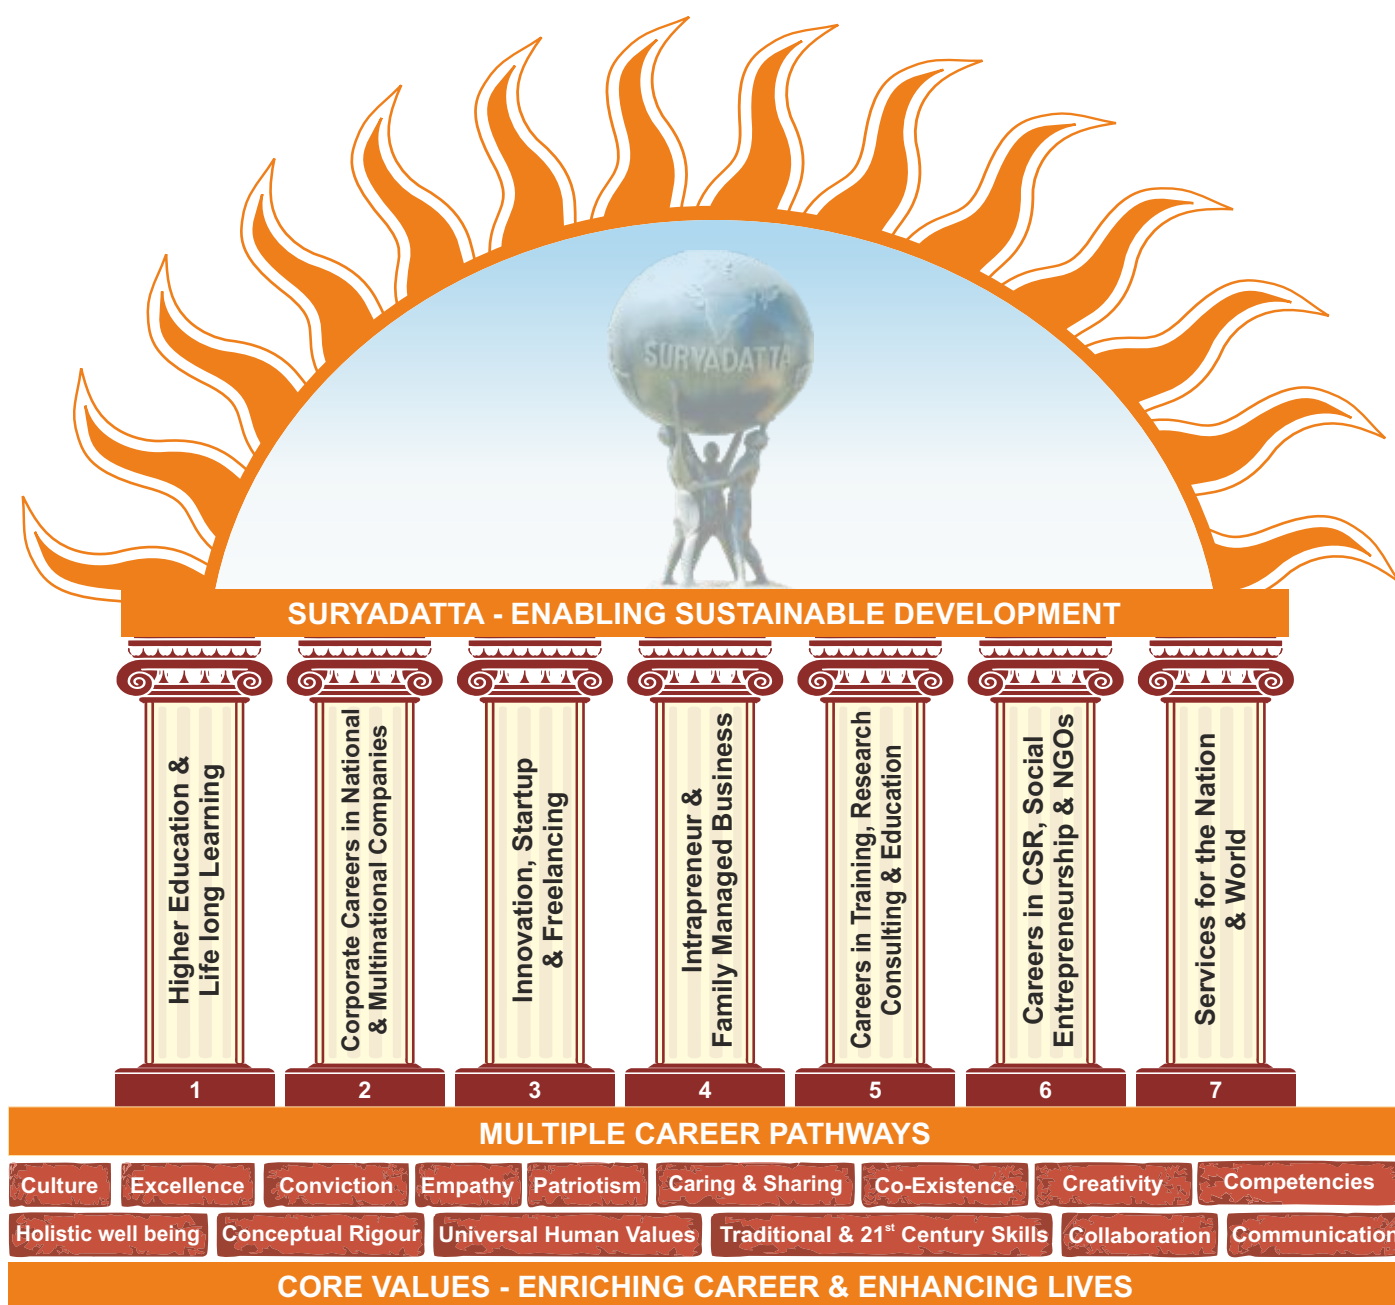 SURYADATTA
SURYADATTA - ENABLING SUSTAINABLE DEVELOPMENT
Higher Education &
Life long Learning
Corporate Careers in National
& Multinational Companies
Innovation, Startup
& Freelancing
Intrapreneur &
Family Managed Business
Careers in Training, Research
Consulting & Education
Careers in CSR, Social
Entrepreneurship & NGOs
Services for the Nation
& World
1 2 3 4 5 6 7
MULTIPLE CAREER PATHWAYS
Culture Excellence Conviction Empathy Patriotism Caring & Sharing Co-Existence Creativity Competencies
Holistic well being Conceptual Rigour Universal Human Values Traditional & 21st Century Skills Collaboration Communication
CORE VALUES - ENRICHING CAREER & ENHANCING LIVES